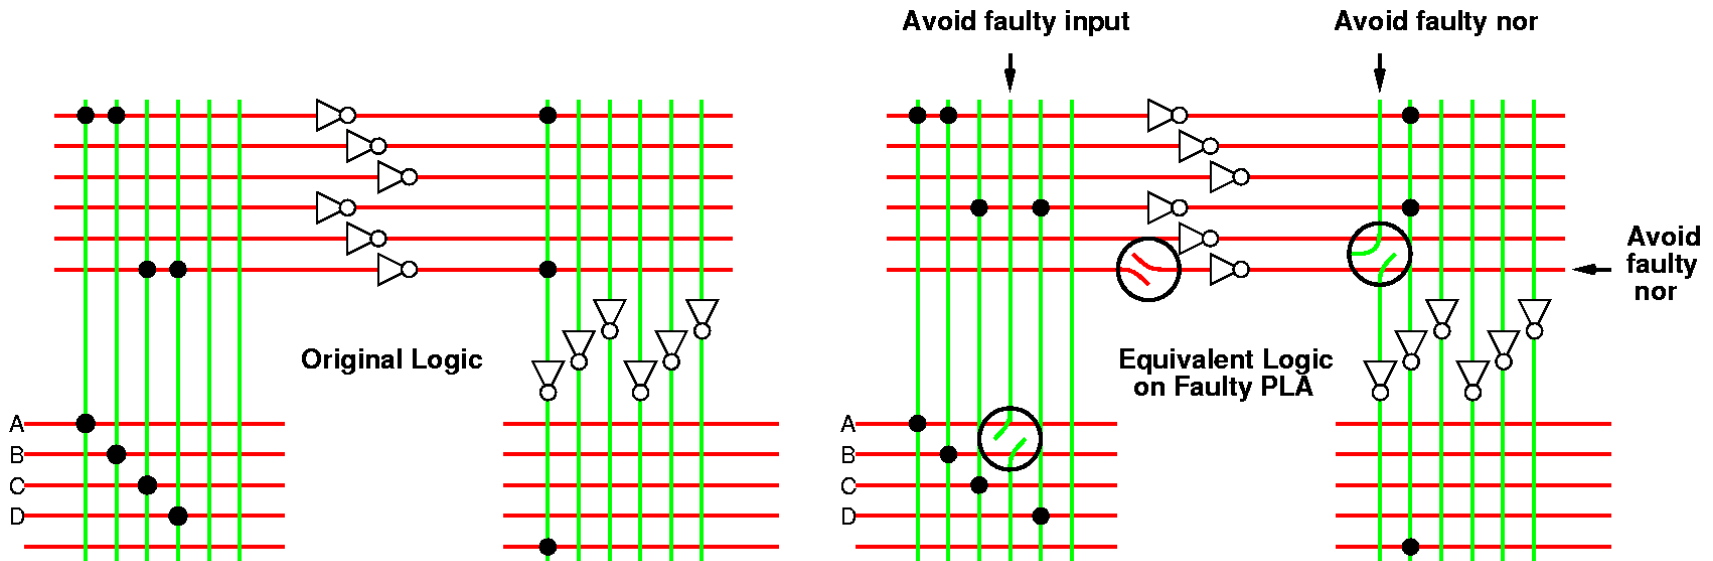 Avoid faulty input
Avoid faulty nor
Avoid
faulty
nor
Original Logic
Equivalent Logic
on Faulty PLA
A
B
C
D
A
B
C
D